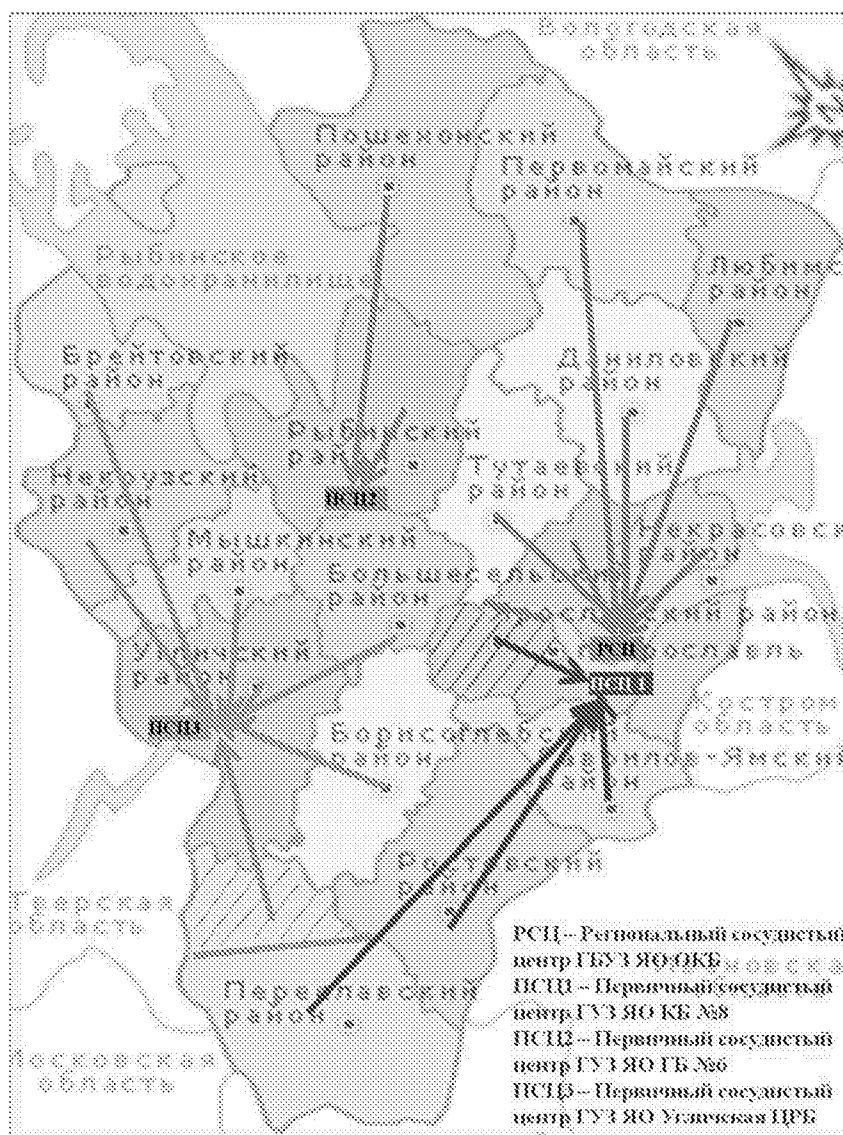 Вологодская
область
Пошехонский
район
Первомайский
район
Рыбинское
водохранилище
Любимс
район
Брейтовский
район
Даниловский
район
Рыбинский
район
Тутаевский
район
Некоузский
район
ПСЦ2
Некрасовск
район
Мышкинский
район
Большесельский
район
Ярославский район
РСЦ
Ярославль
Угличский
район
ПСЦ1
ПСЦ3
Костром
область
Борисоглебс
район
Гаврилов-Ямский
район
Ростовский
район
Тверская
область
Переславский
район
Московская
область
РСЦ – Региональный сосудистый
центр ГБУЗ ЯО ОКБ
ПСЦ1 – Первичный сосудистый
центр ГУЗ ЯО КБ №8
ПСЦ2 – Первичный сосудистый
центр ГУЗ ЯО ГБ №6
ПСЦ3 – Первичный сосудистый
центр ГУЗ ЯО Угличская ЦРБ